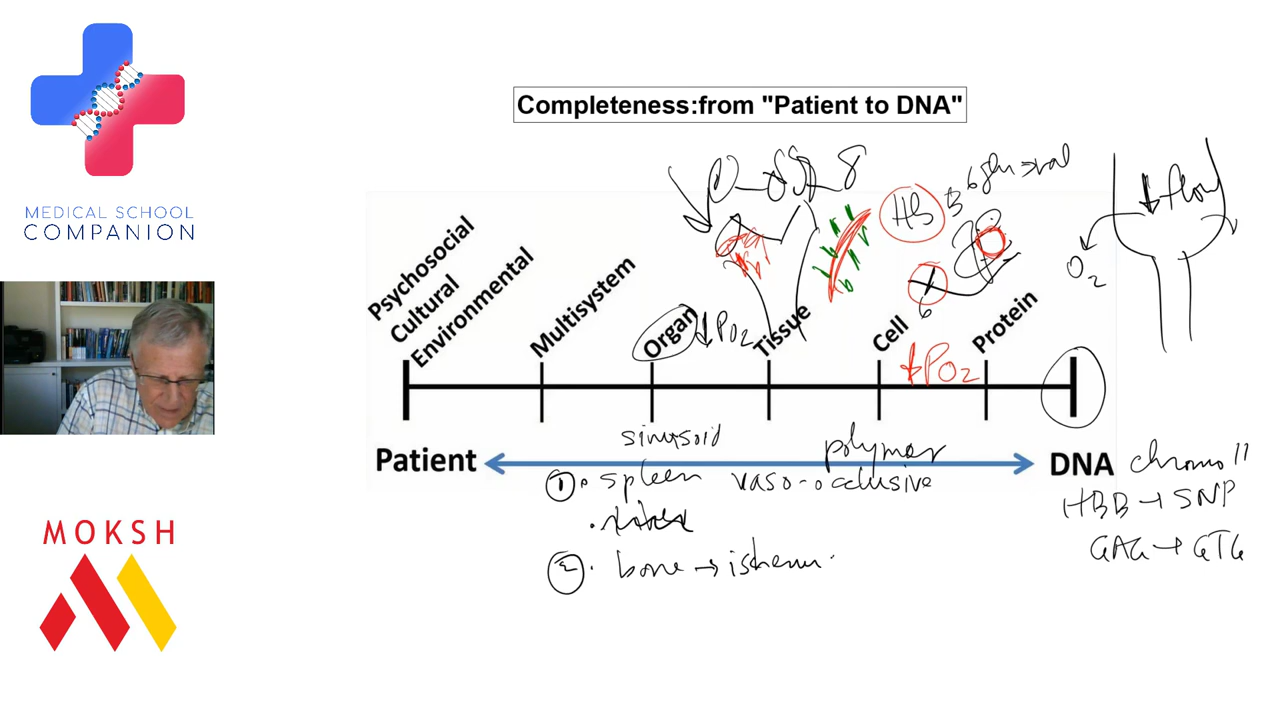 MEDICAL SCHOOL
COMPANION
MOKSH
Completeness:from "Patient to DNA"
Psychosocial
Cultural
Environmental
Multisystem
Organ
Tissue
Cell
Protein
Patient
DNA
HB
β6 glu→val
↓flow
O2
6
↓PO2
↓PO2
sinusoid
polymer
① • spleen vaso-occlusive
② • bone → ischem
chromo 11
HBB → SNP
GAG → GTG